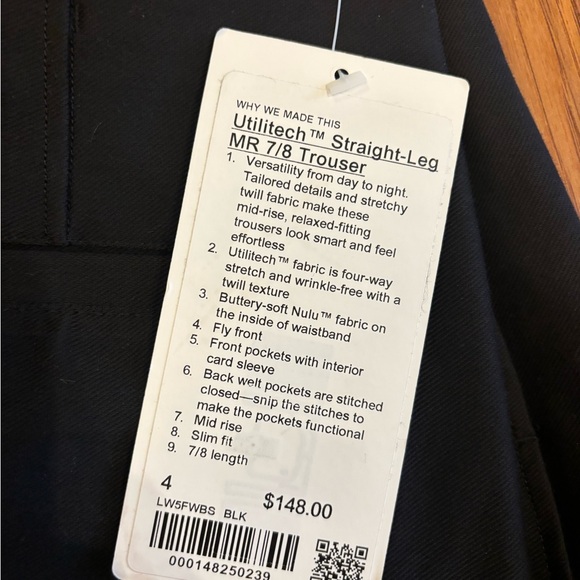 WHY WE MADE THIS
Utilitech™ Straight-Leg
MR 7/8 Trouser
1. Versatility from day to night.
Tailored details and stretchy
twill fabric make these
mid-rise, relaxed-fitting
trousers look smart and feel
effortless
2. Utilitech™ fabric is four-way
stretch and wrinkle-free with a
twill texture
3. Buttery-soft Nulu™ fabric on
the inside of waistband
4. Fly front
5. Front pockets with interior
card sleeve
6. Back welt pockets are stitched
closed—snip the stitches to
make the pockets functional
7. Mid rise
8. Slim fit
9. 7/8 length
4
$148.00
LW5FWBS BLK
000148250239